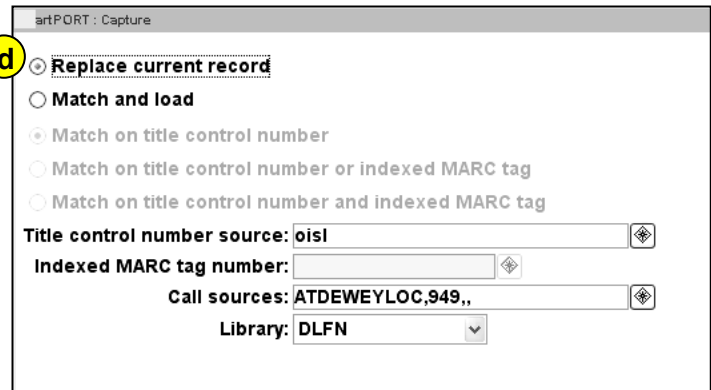 artPORT : Capture
d
Replace current record
Match and load
Match on title control number
Match on title control number or indexed MARC tag
Match on title control number and indexed MARC tag
Title control number source: oisl
Indexed MARC tag number:
Call sources: ATDEWEYLOC,949,,
Library: DLFN